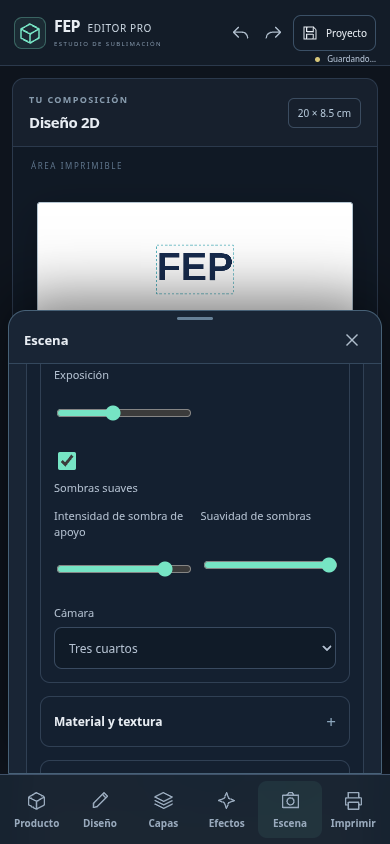 FEP EDITOR PRO
ESTUDIO DE SUBLIMACIÓN
Proyecto
Guardando...
TU COMPOSICIÓN
Diseño 2D
20 × 8.5 cm
ÁREA IMPRIMIBLE
FEP
Escena
Exposición
Sombras suaves
Intensidad de sombra de apoyo
Suavidad de sombras
Cámara
Tres cuartos
Material y textura
+
Producto
Diseño
Capas
Efectos
Escena
Imprimir